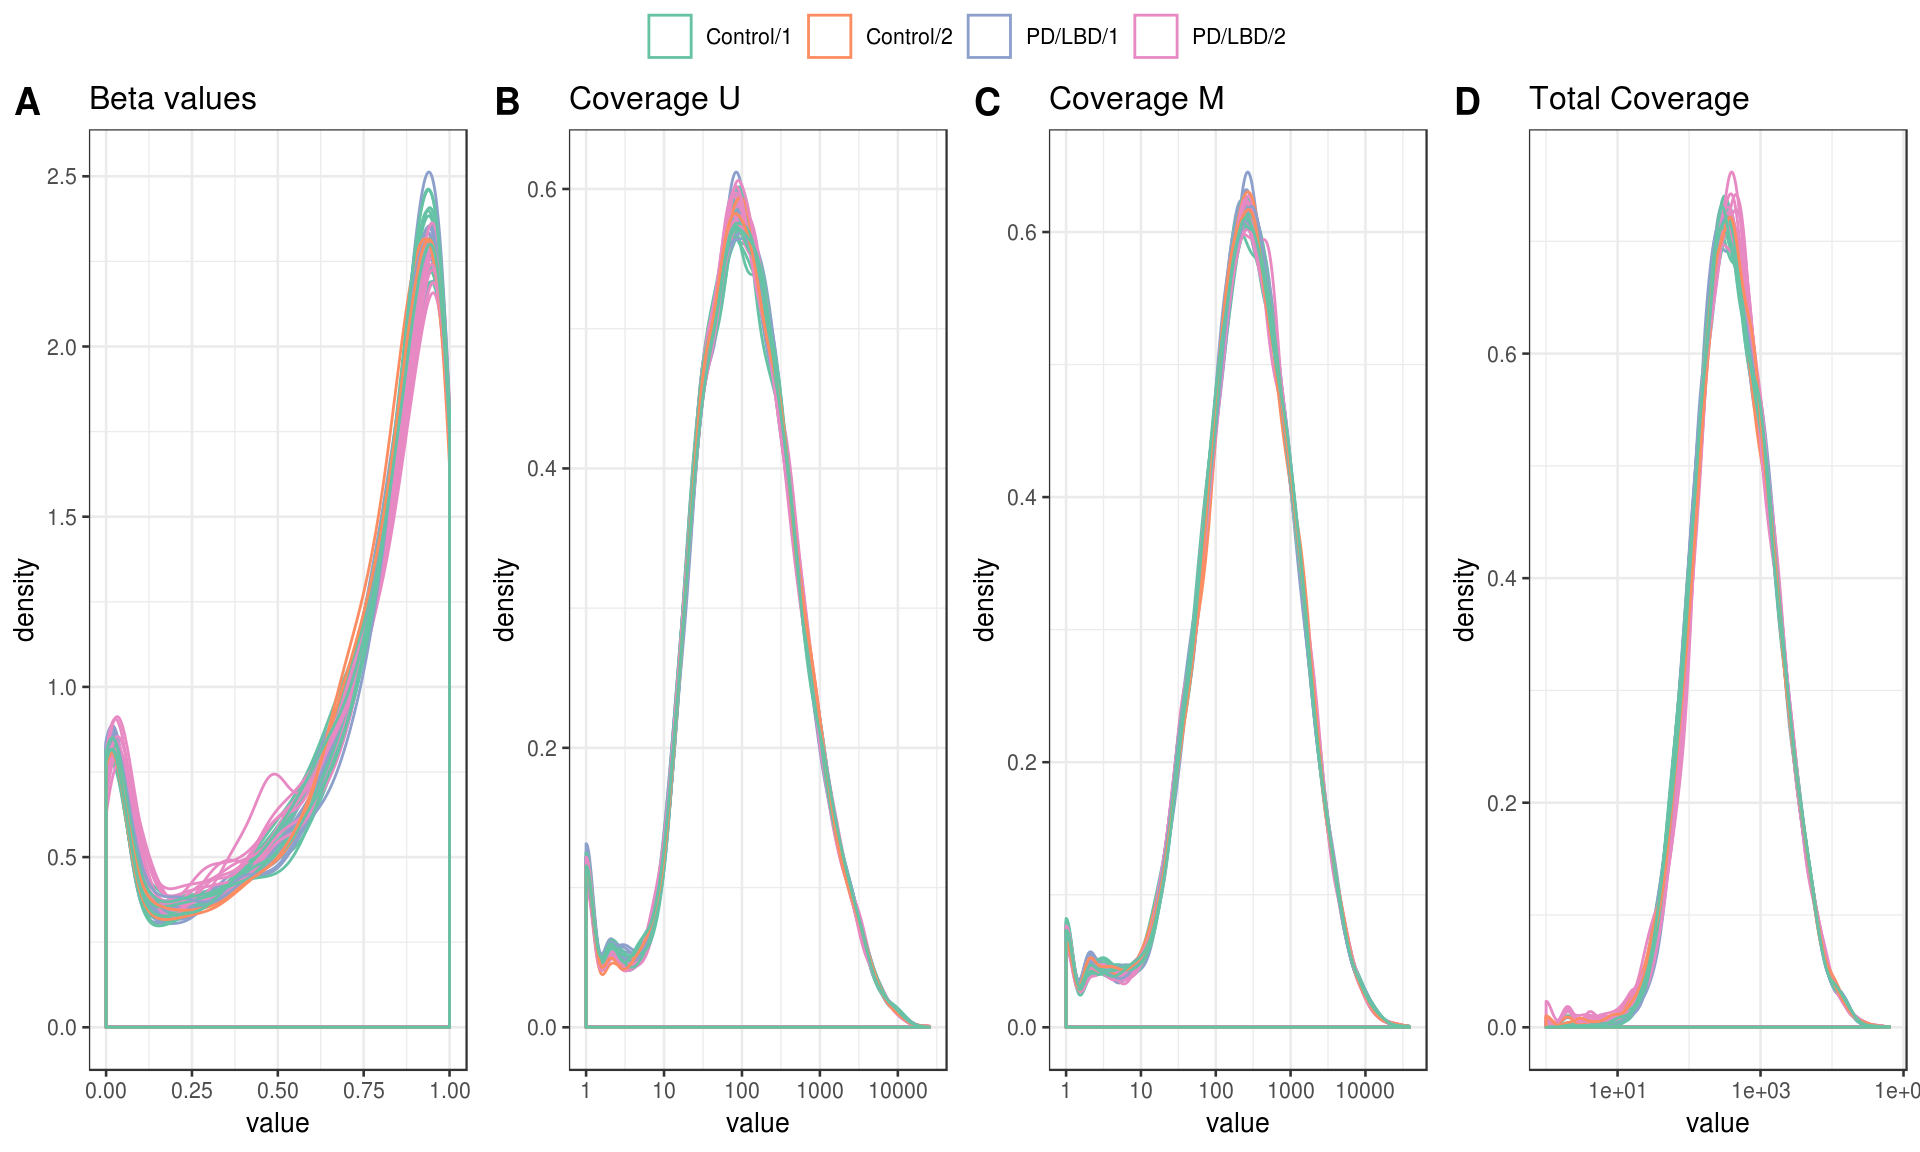 Control/1 Control/2 PD/LBD/1 PD/LBD/2
A Beta values
B Coverage U
C Coverage M
D Total Coverage
density
2.5
2.0
1.5
1.0
0.5
0.0
0.00 0.25 0.50 0.75 1.00
value
density
0.6
0.4
0.2
0.0
1 10 100 1000 10000
value
density
0.6
0.4
0.2
0.0
1 10 100 1000 10000
value
density
0.6
0.4
0.2
0.0
1e+01 1e+03 1e+0
value